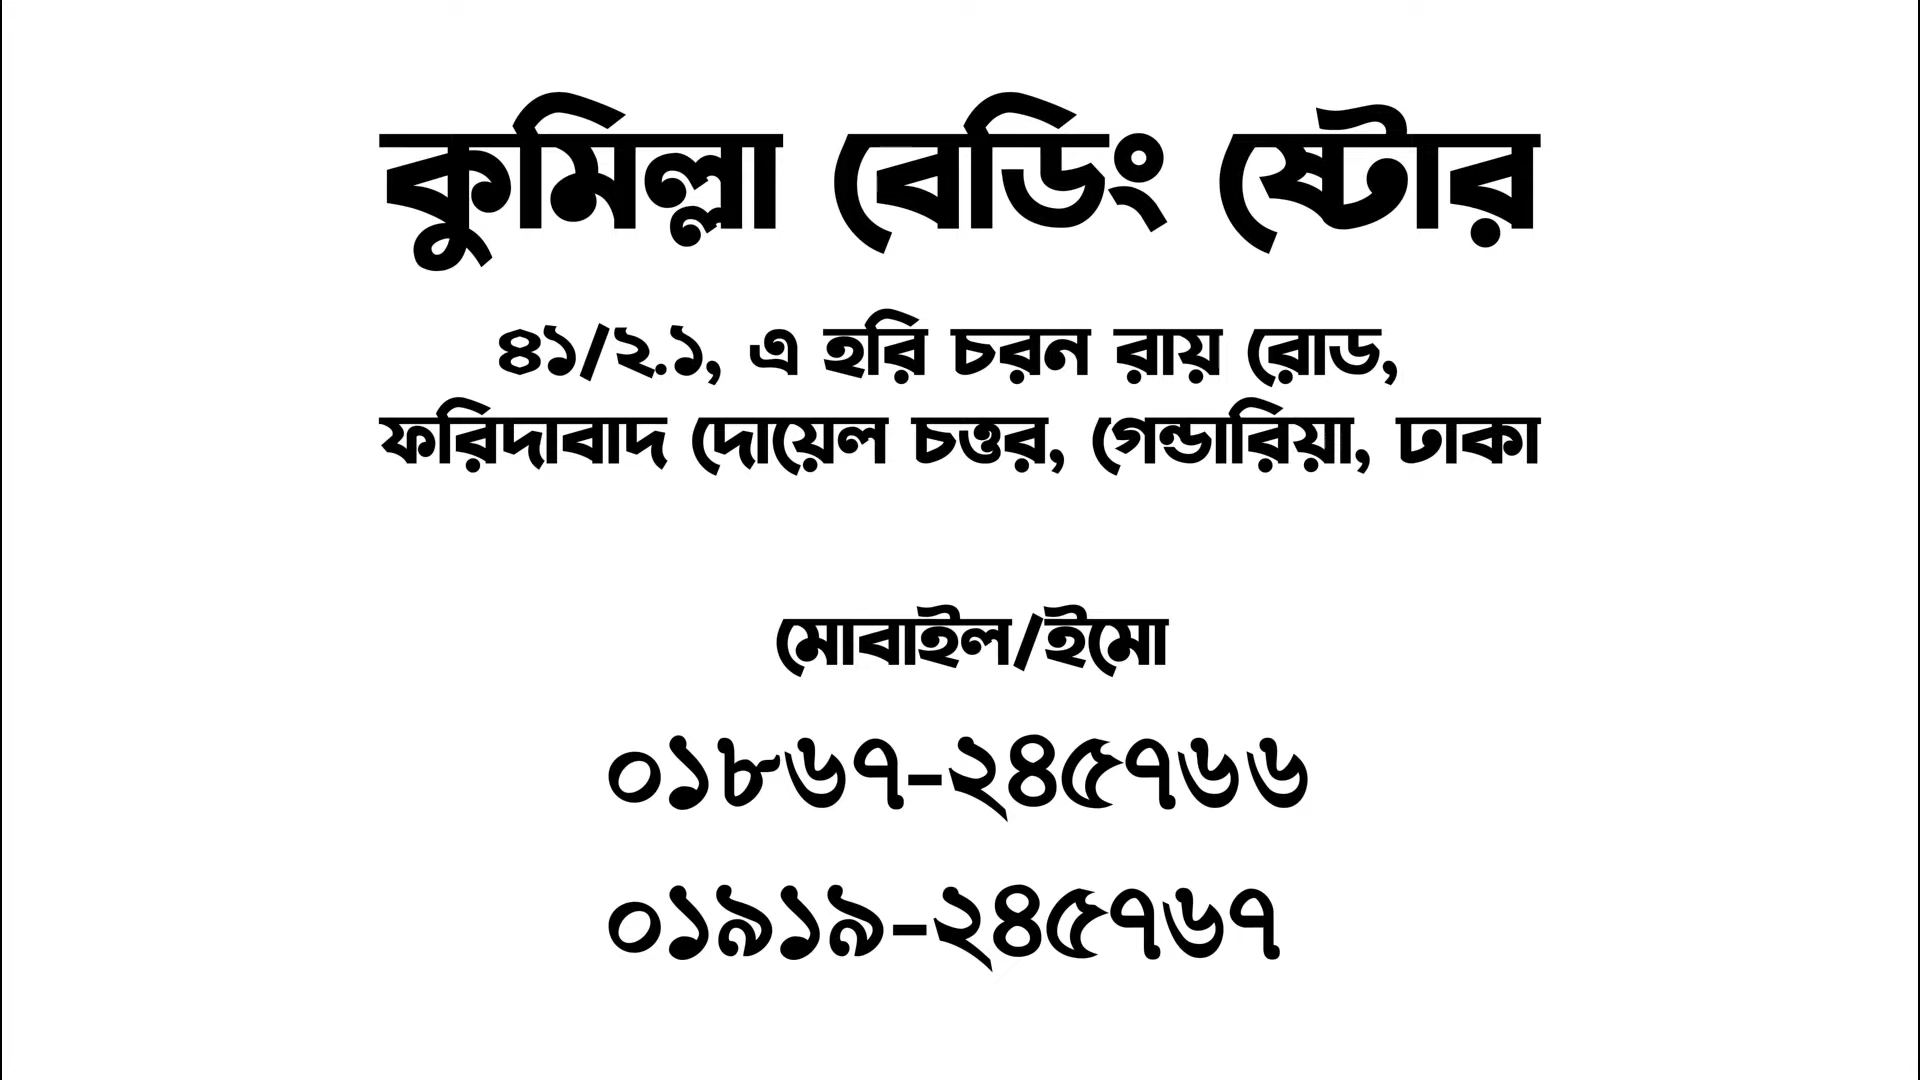 কুমিল্লা বেডিং ষ্টোর
৪১/২.১, এ হরি চরন রায় রোড,
ফরিদাবাদ দোয়েল চত্তর, গেন্ডারিয়া, ঢাকা
মোবাইল/ইমো
০১৮৬৭-২৪৫৭৬৬
০১৯১৯-২৪৫৭৬৭